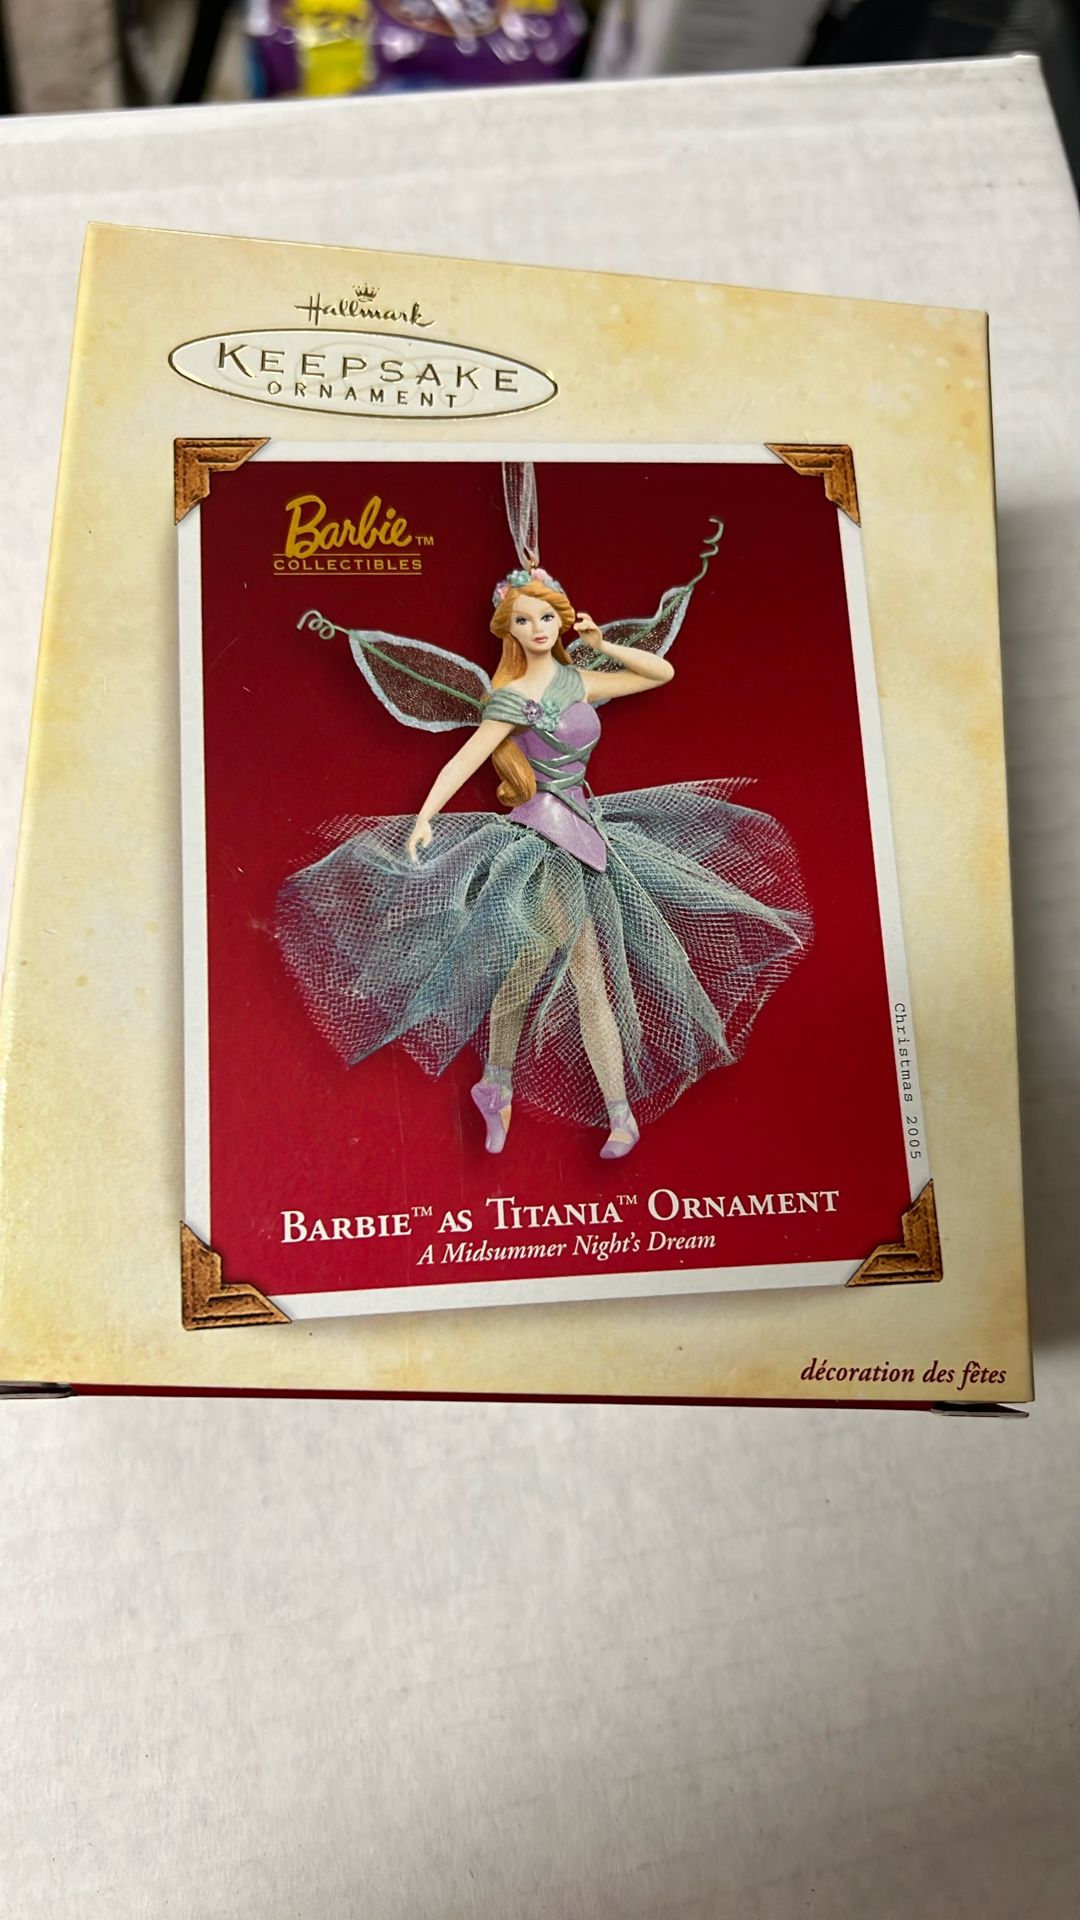 Hallmark
KEEPSAKE
ORNAMENT
Barbie™
COLLECTIBLES
Christmas 2005
BARBIE™ AS TITANIA™ ORNAMENT
A Midsummer Night's Dream
décoration des fêtes